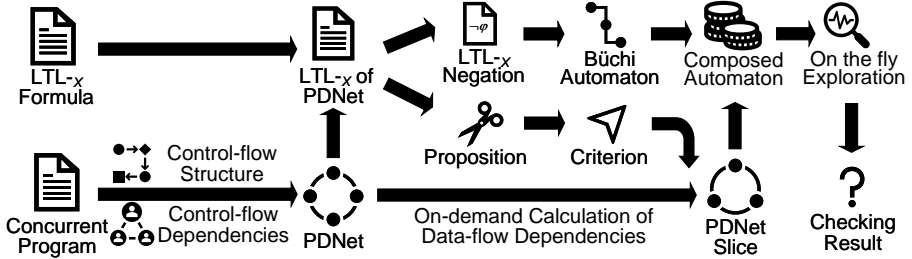 LTL-x
Formula
LTL-x of
PDNet
¬φ
LTL-x
Negation
Büchi
Automaton
Composed
Automaton
On the fly
Exploration
Proposition
Criterion
Concurrent
Program
Control-flow
Structure
Control-flow
Dependencies
PDNet
On-demand Calculation of
Data-flow Dependencies
PDNet
Slice
?
Checking
Result